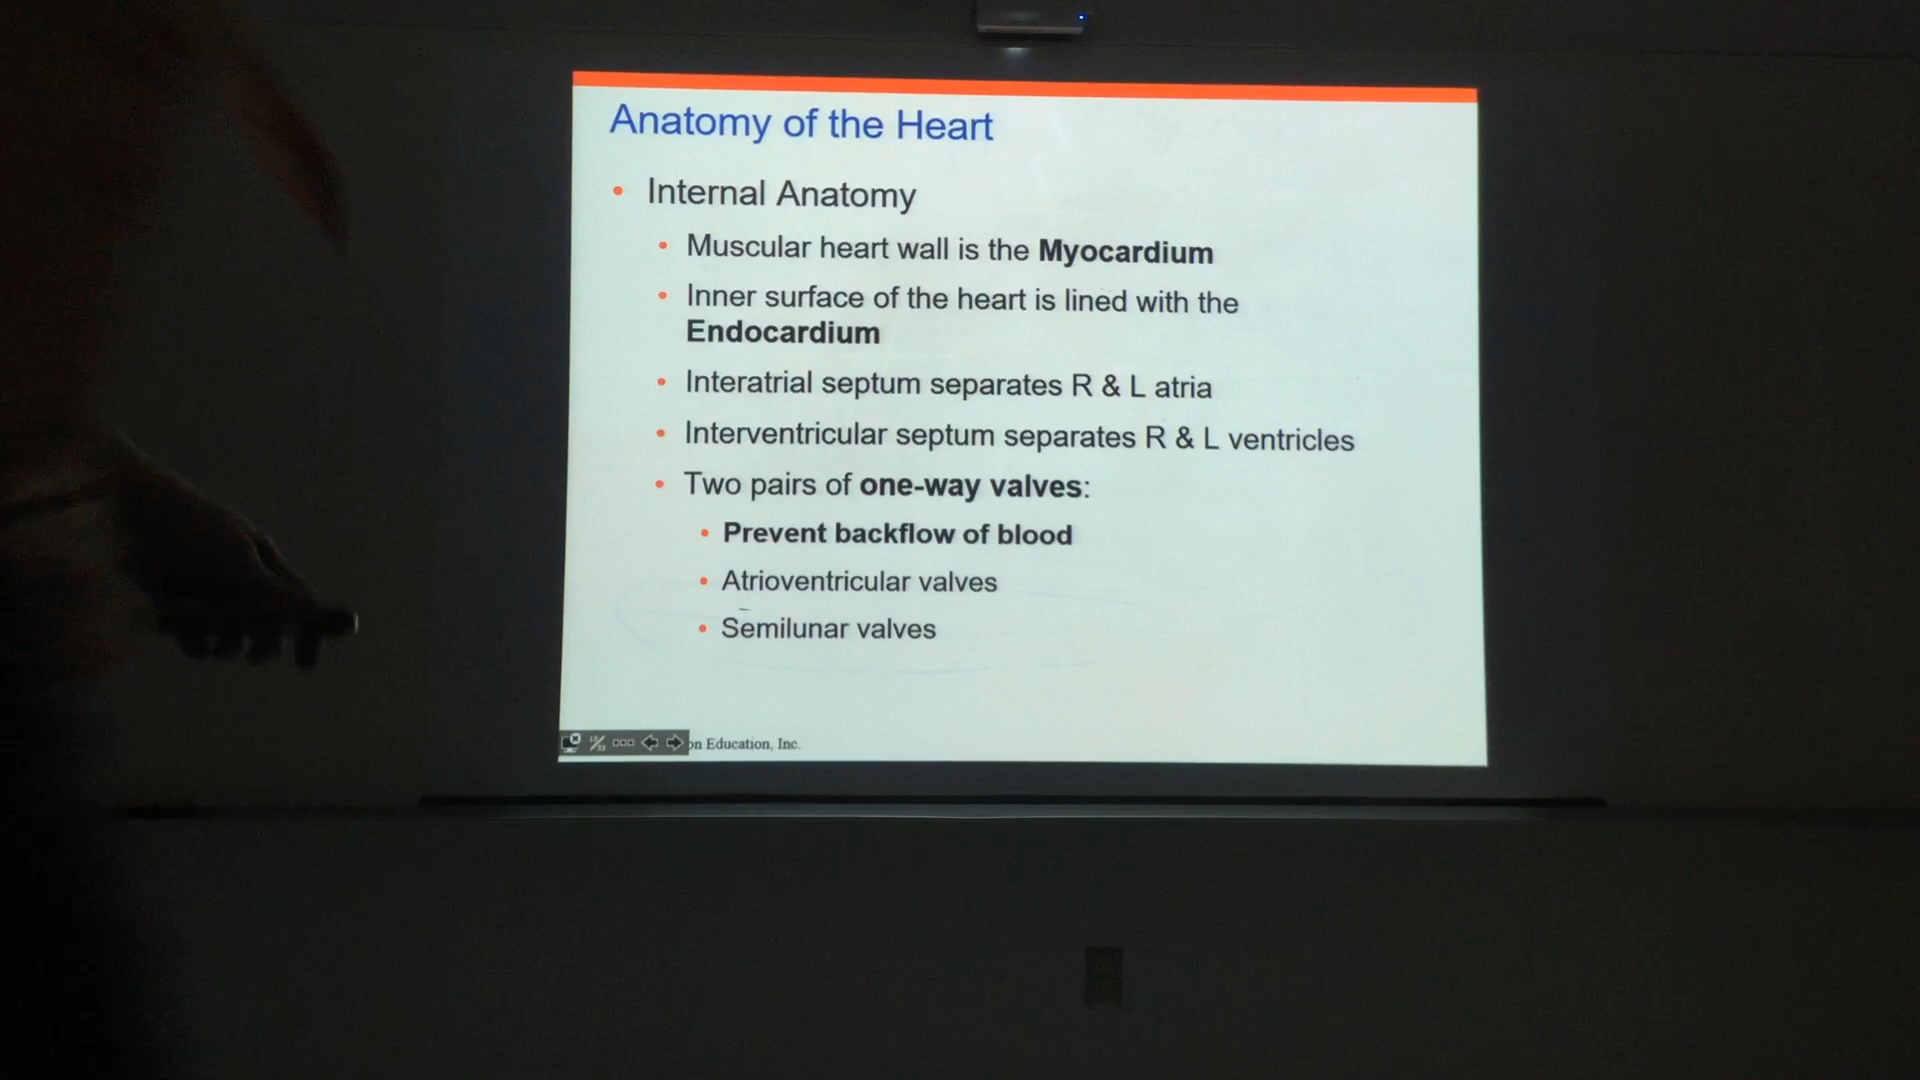 Anatomy of the Heart
• Internal Anatomy
• Muscular heart wall is the Myocardium
• Inner surface of the heart is lined with the
Endocardium
• Interatrial septum separates R & L atria
• Interventricular septum separates R & L ventricles
• Two pairs of one-way valves:
• Prevent backflow of blood
• Atrioventricular valves
• Semilunar valves
on Education, Inc.